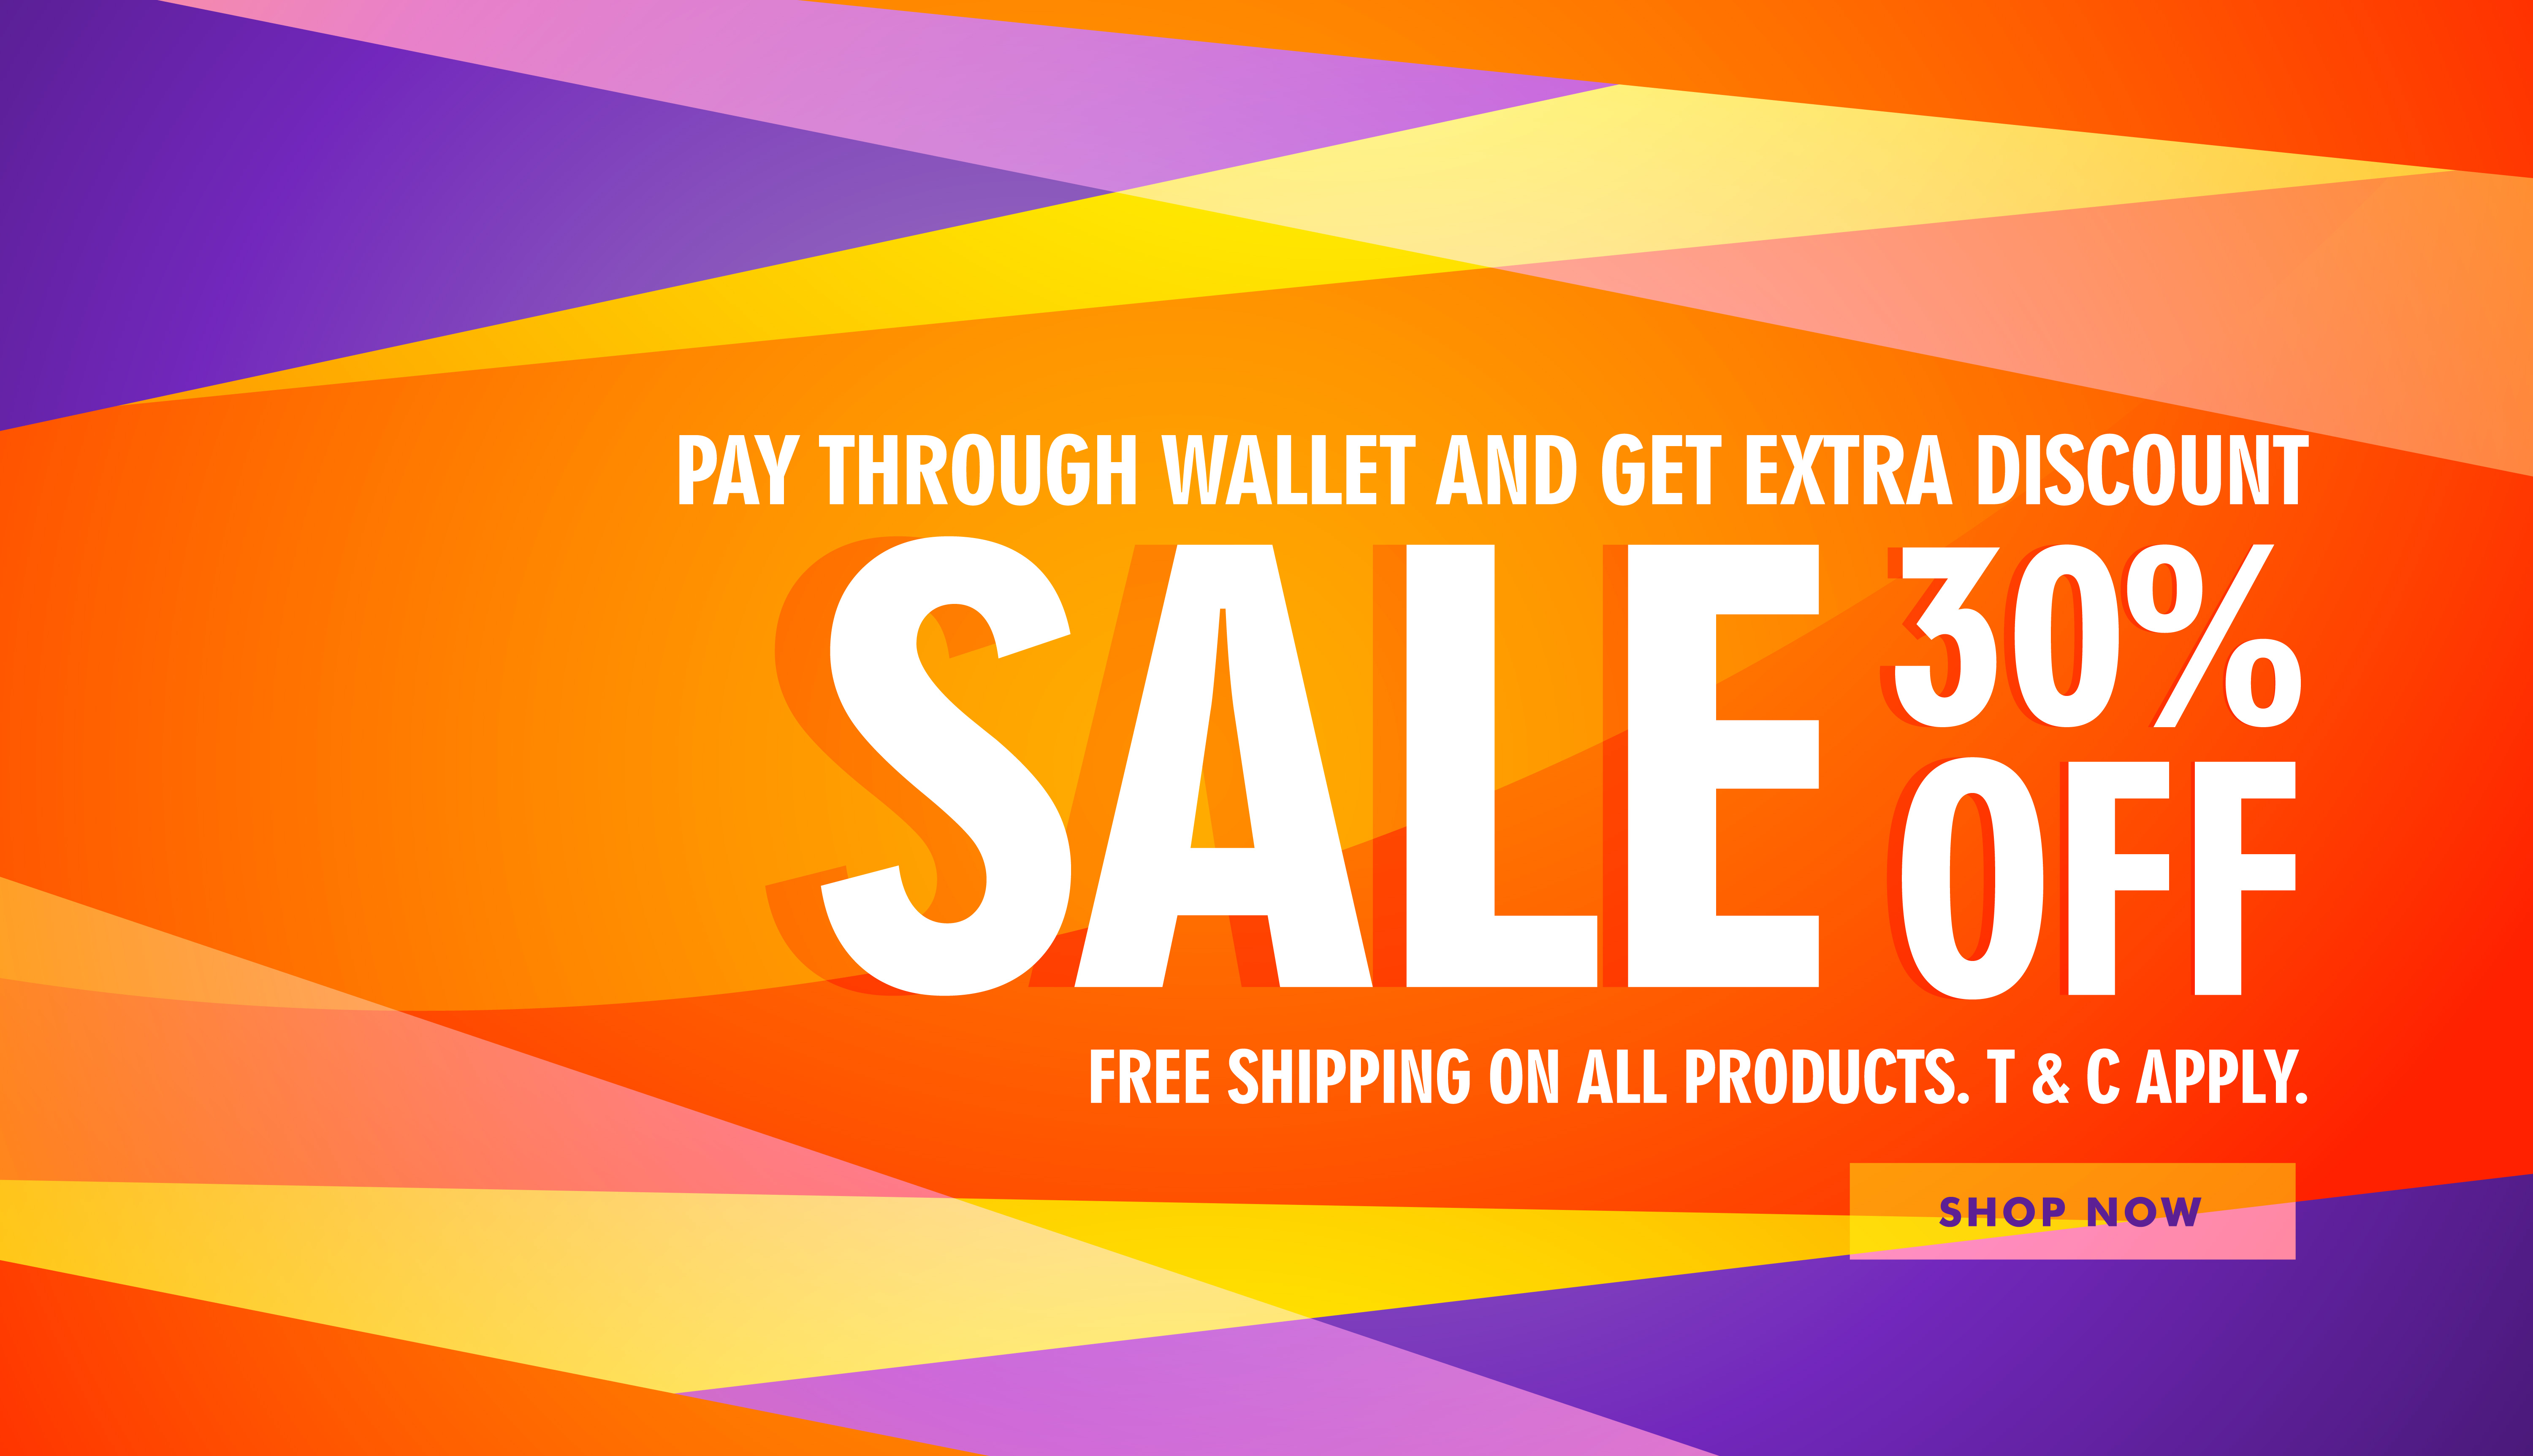 PAY THROUGH WALLET AND GET EXTRA DISCOUNT
SALE 30% OFF
FREE SHIPPING ON ALL PRODUCTS. T & C APPLY.
SHOP NOW